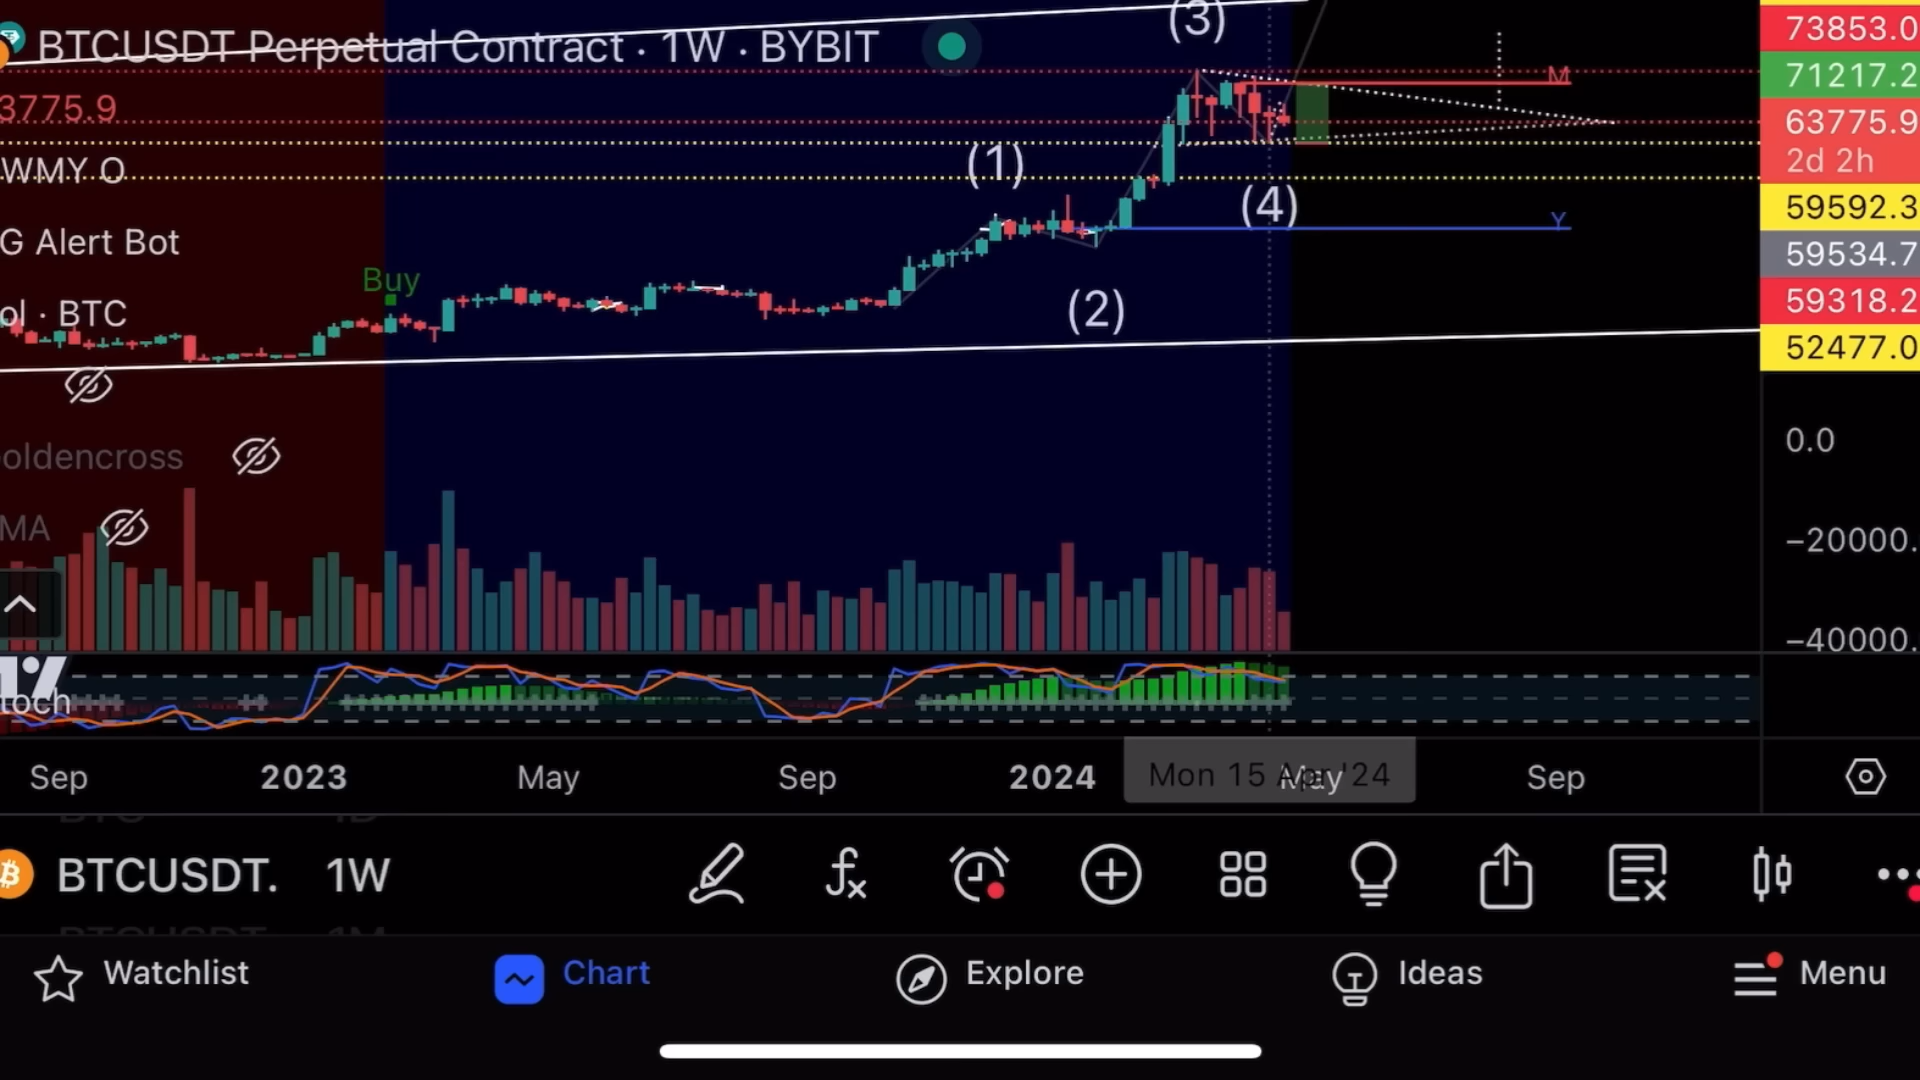 (3)
BTCUSDT Perpetual Contract · 1W · BYBIT
73853.0
71217.2
M
3775.9
63775.9
2d 2h
(1)
WMY O
59592.3
(4)
Y
G Alert Bot
59534.7
Buy
59318.2
ol · BTC
(2)
52477.0
0.0
oldencross
MA
−20000.
−40000.
toch
Sep
2023
May
Sep
2024
Mon 15 Apr '24
May
Sep
BTCUSDT. 1W
Watchlist
Chart
Explore
Ideas
Menu